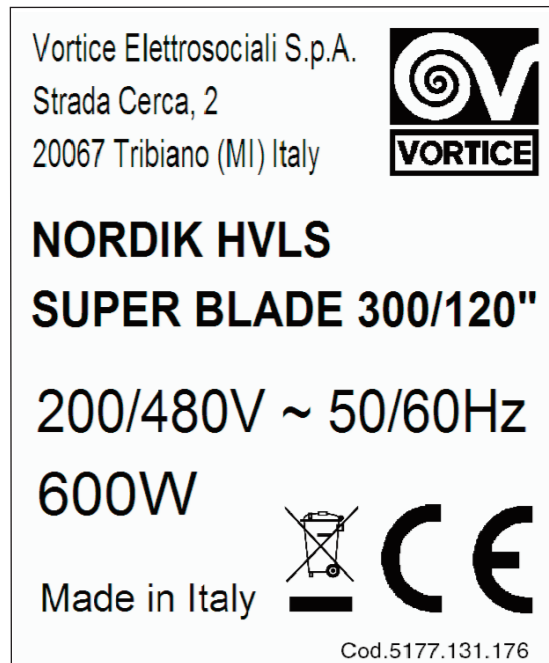 Vortice Elettrosociali S.p.A.
Strada Cerca, 2
20067 Tribiano (MI) Italy
VORTICE
NORDIK HVLS
SUPER BLADE 300/120"
200/480V ~ 50/60Hz
600W
Made in Italy
CE
Cod.5177.131.176